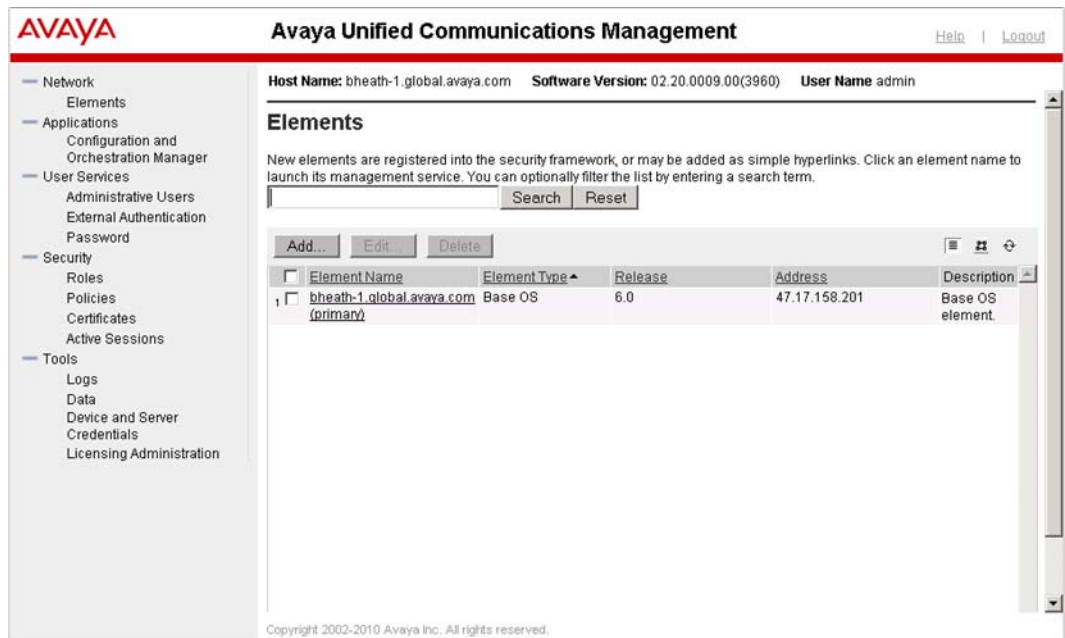 AVAYA
Avaya Unified Communications Management
Help | Logout
Network
Elements
Applications
Configuration and
Orchestration Manager
User Services
Administrative Users
External Authentication
Password
Security
Roles
Policies
Certificates
Active Sessions
Tools
Logs
Data
Device and Server
Credentials
Licensing Administration
Host Name: bheath-1.global.avaya.com Software Version: 02.20.0009.00(3960) User Name admin
Elements
New elements are registered into the security framework, or may be added as simple hyperlinks. Click an element name to
launch its management service. You can optionally filter the list by entering a search term.
Search Reset
Add... Edit... Delete
Element Name Element Type Release Address Description
1 bheath-1.global.avaya.com Base OS 6.0 47.17.158.201 Base OS
(primary) element.
Copyright 2002-2010 Avaya Inc. All rights reserved.